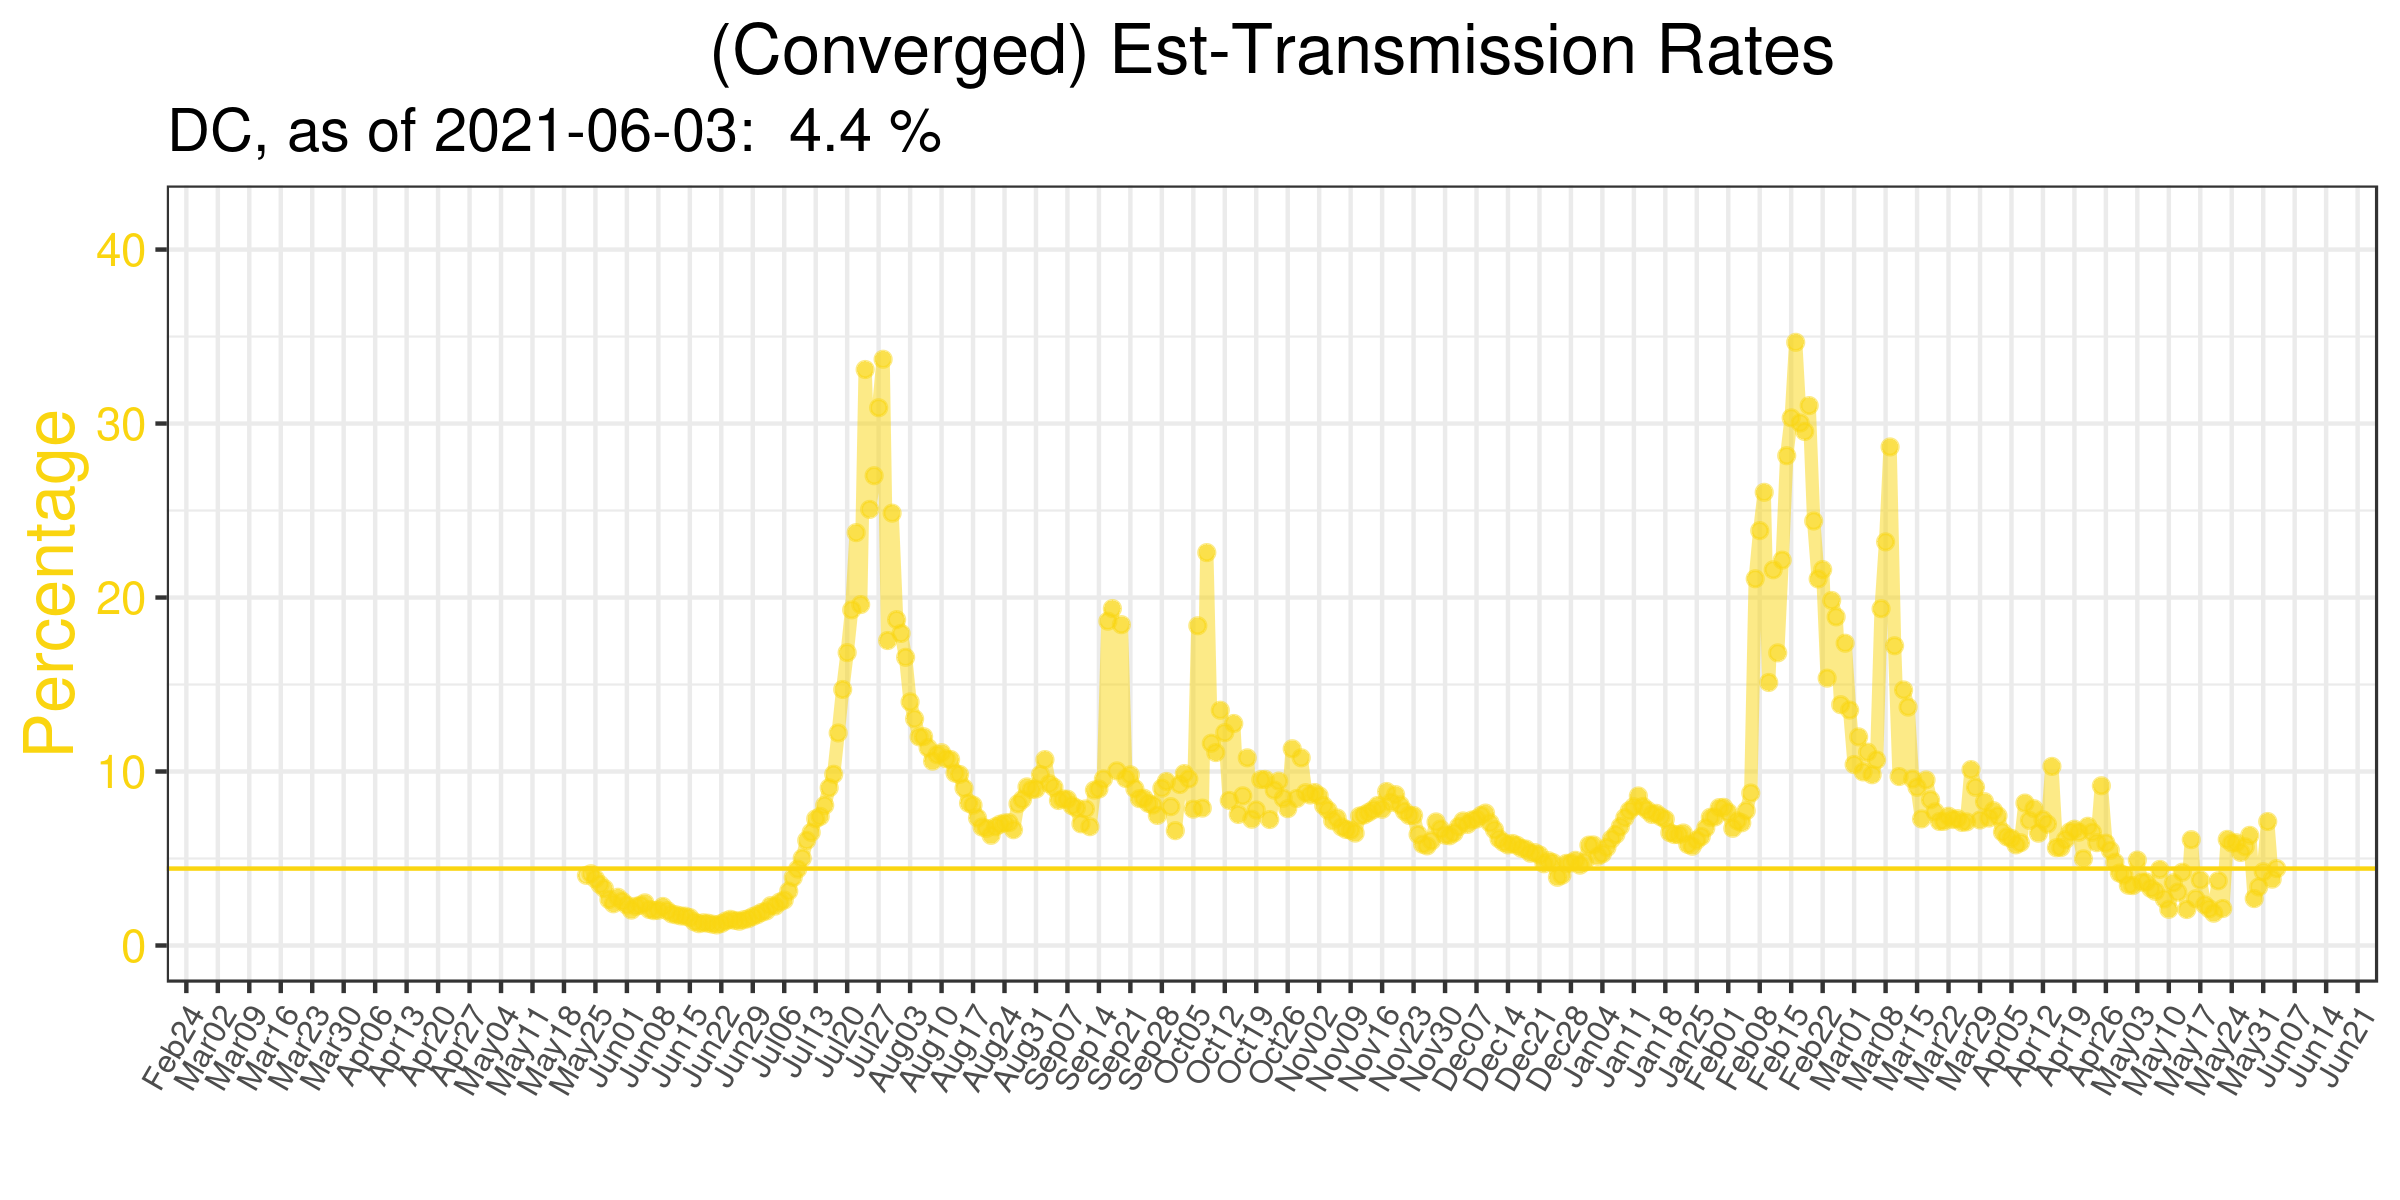 (Converged) Est-Transmission Rates
DC, as of 2021-06-03:  4.4 %
Percentage
40
30
20
10
0
Feb24
Mar02
Mar09
Mar16
Mar23
Mar30
Apr06
Apr13
Apr20
Apr27
May04
May11
May18
May25
Jun01
Jun08
Jun15
Jun22
Jun29
Jul06
Jul13
Jul20
Jul27
Aug03
Aug10
Aug17
Aug24
Aug31
Sep07
Sep14
Sep21
Sep28
Oct05
Oct12
Oct19
Oct26
Nov02
Nov09
Nov16
Nov23
Nov30
Dec07
Dec14
Dec21
Dec28
Jan04
Jan11
Jan18
Jan25
Feb01
Feb08
Feb15
Feb22
Mar01
Mar08
Mar15
Mar22
Mar29
Apr05
Apr12
Apr19
Apr26
May03
May10
May17
May24
May31
Jun07
Jun14
Jun21